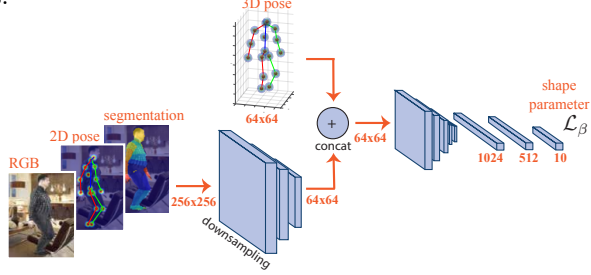 3D pose
64x64
segmentation
2D pose
RGB
256x256
downsampling
64x64
+
concat
64x64
1024
512
10
shape
parameter
ℒβ